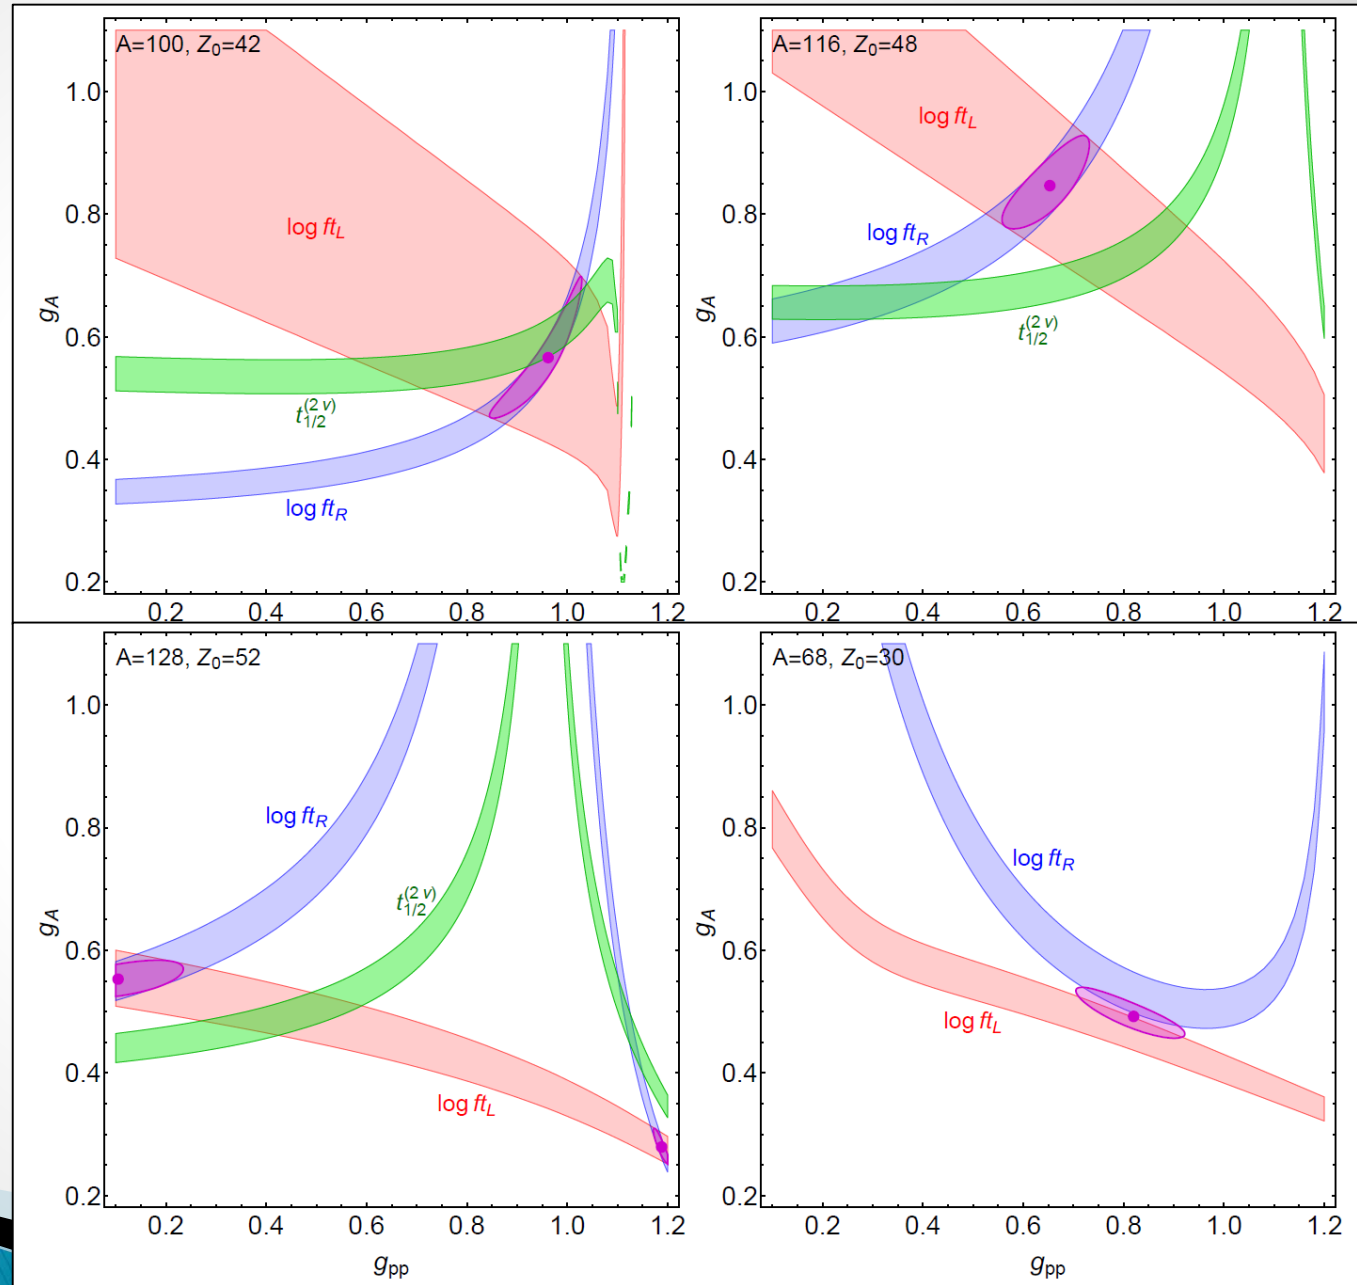 A=100, Z₀=42
1.0
0.8
0.6
0.4
0.2
g_A
log ft_L
t_{1/2}^{(2ν)}
log ft_R
0.2 0.4 0.6 0.8 1.0 1.2
A=116, Z₀=48
1.0
0.8
0.6
0.4
0.2
g_A
log ft_L
log ft_R
t_{1/2}^{(2ν)}
0.2 0.4 0.6 0.8 1.0 1.2
A=128, Z₀=52
1.0
0.8
0.6
0.4
0.2
g_A
log ft_R
t_{1/2}^{(2ν)}
log ft_L
0.2 0.4 0.6 0.8 1.0 1.2
g_pp
A=68, Z₀=30
1.0
0.8
0.6
0.4
0.2
g_A
log ft_R
log ft_L
0.2 0.4 0.6 0.8 1.0 1.2
g_pp